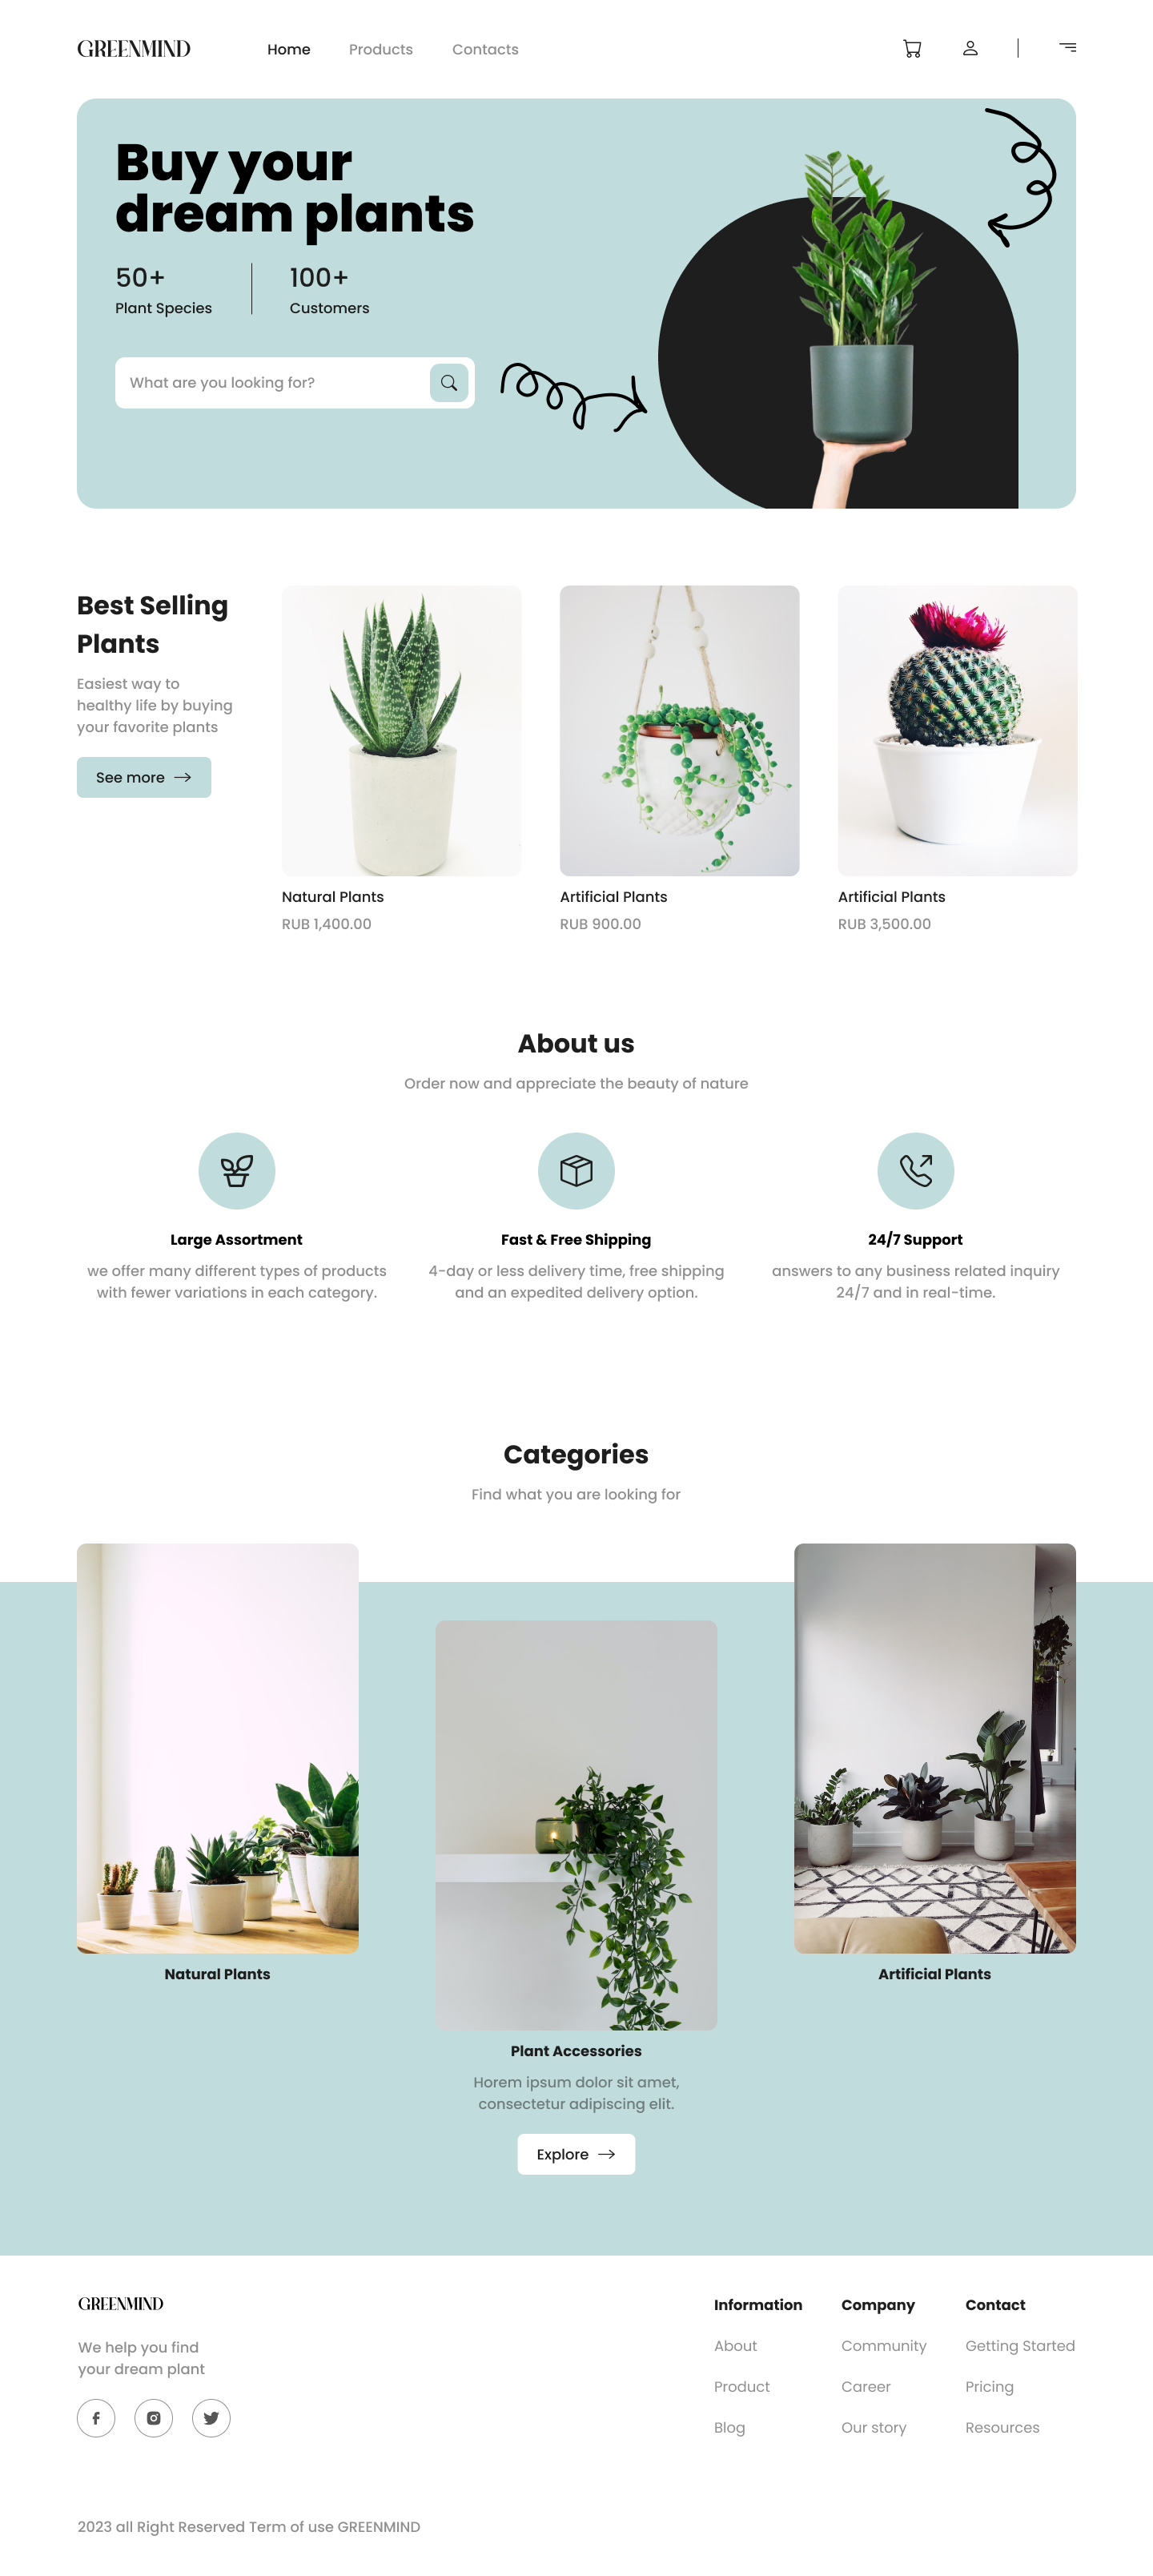 GREENMIND
Home
Products
Contacts
Buy your
dream plants
50+
Plant Species
100+
Customers
What are you looking for?
Best Selling
Plants
Easiest way to
healthy life by buying
your favorite plants
See more
Natural Plants
RUB 1,400.00
Artificial Plants
RUB 900.00
Artificial Plants
RUB 3,500.00
About us
Order now and appreciate the beauty of nature
Large Assortment
we offer many different types of products
with fewer variations in each category.
Fast & Free Shipping
4-day or less delivery time, free shipping
and an expedited delivery option.
24/7 Support
answers to any business related inquiry
24/7 and in real-time.
Categories
Find what you are looking for
Natural Plants
Plant Accessories
Horem ipsum dolor sit amet,
consectetur adipiscing elit.
Explore
Artificial Plants
GREENMIND
We help you find
your dream plant
Information
About
Product
Blog
Company
Community
Career
Our story
Contact
Getting Started
Pricing
Resources
2023 all Right Reserved Term of use GREENMIND